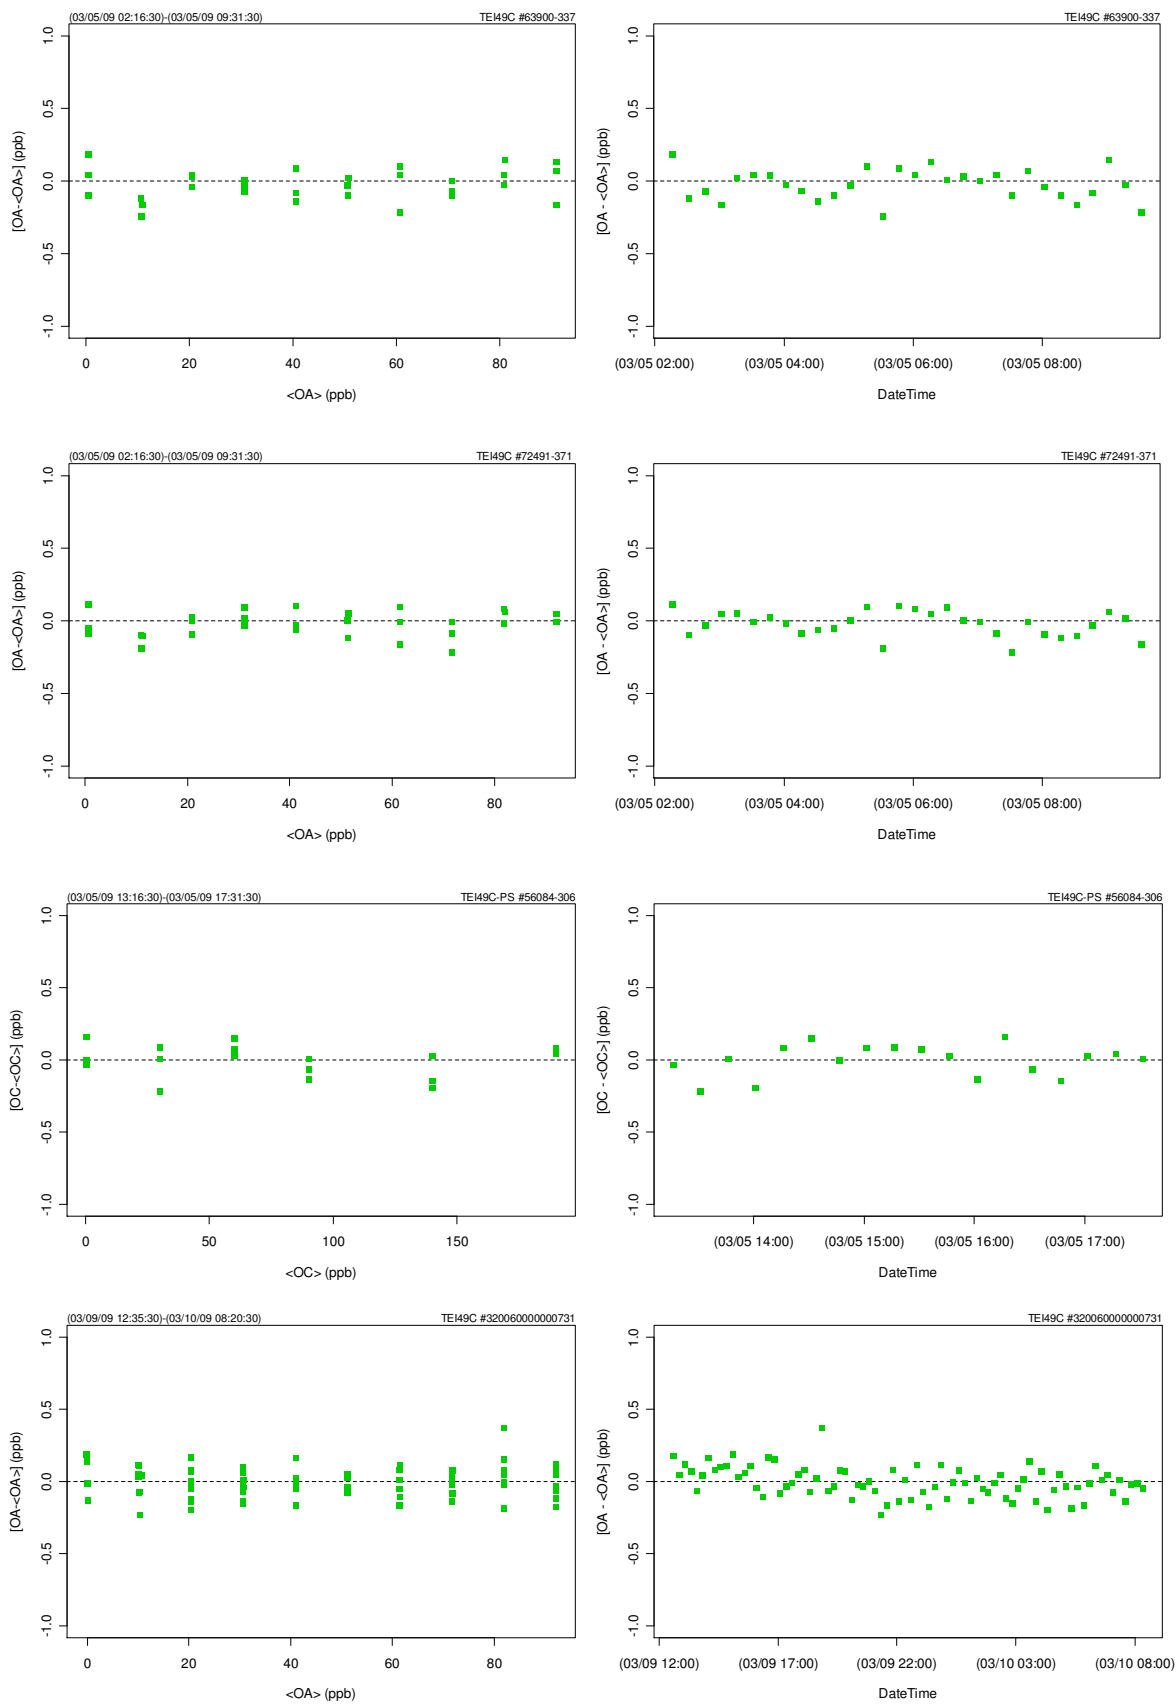 (03/05/09 02:16:30)-(03/05/09 09:31:30) TEI49C #63900-337
[OA-<OA>] (ppb)
1.0
0.5
0.0
-0.5
-1.0
0 20 40 60 80
<OA> (ppb)
TEI49C #63900-337
[OA - <OA>] (ppb)
1.0
0.5
0.0
-0.5
-1.0
(03/05 02:00) (03/05 04:00) (03/05 06:00) (03/05 08:00)
DateTime
(03/05/09 02:16:30)-(03/05/09 09:31:30) TEI49C #72491-371
[OA-<OA>] (ppb)
1.0
0.5
0.0
-0.5
-1.0
0 20 40 60 80
<OA> (ppb)
TEI49C #72491-371
[OA - <OA>] (ppb)
1.0
0.5
0.0
-0.5
-1.0
(03/05 02:00) (03/05 04:00) (03/05 06:00) (03/05 08:00)
DateTime
(03/05/09 13:16:30)-(03/05/09 17:31:30) TEI49C-PS #56084-306
[OC-<OC>] (ppb)
1.0
0.5
0.0
-0.5
-1.0
0 50 100 150
<OC> (ppb)
TEI49C-PS #56084-306
[OC - <OC>] (ppb)
1.0
0.5
0.0
-0.5
-1.0
(03/05 14:00) (03/05 15:00) (03/05 16:00) (03/05 17:00)
DateTime
(03/09/09 12:35:30)-(03/10/09 08:20:30) TEI49C #320060000000731
[OA-<OA>] (ppb)
1.0
0.5
0.0
-0.5
-1.0
0 20 40 60 80
<OA> (ppb)
TEI49C #320060000000731
[OA - <OA>] (ppb)
1.0
0.5
0.0
-0.5
-1.0
(03/09 12:00) (03/09 17:00) (03/09 22:00) (03/10 03:00) (03/10 08:00)
DateTime